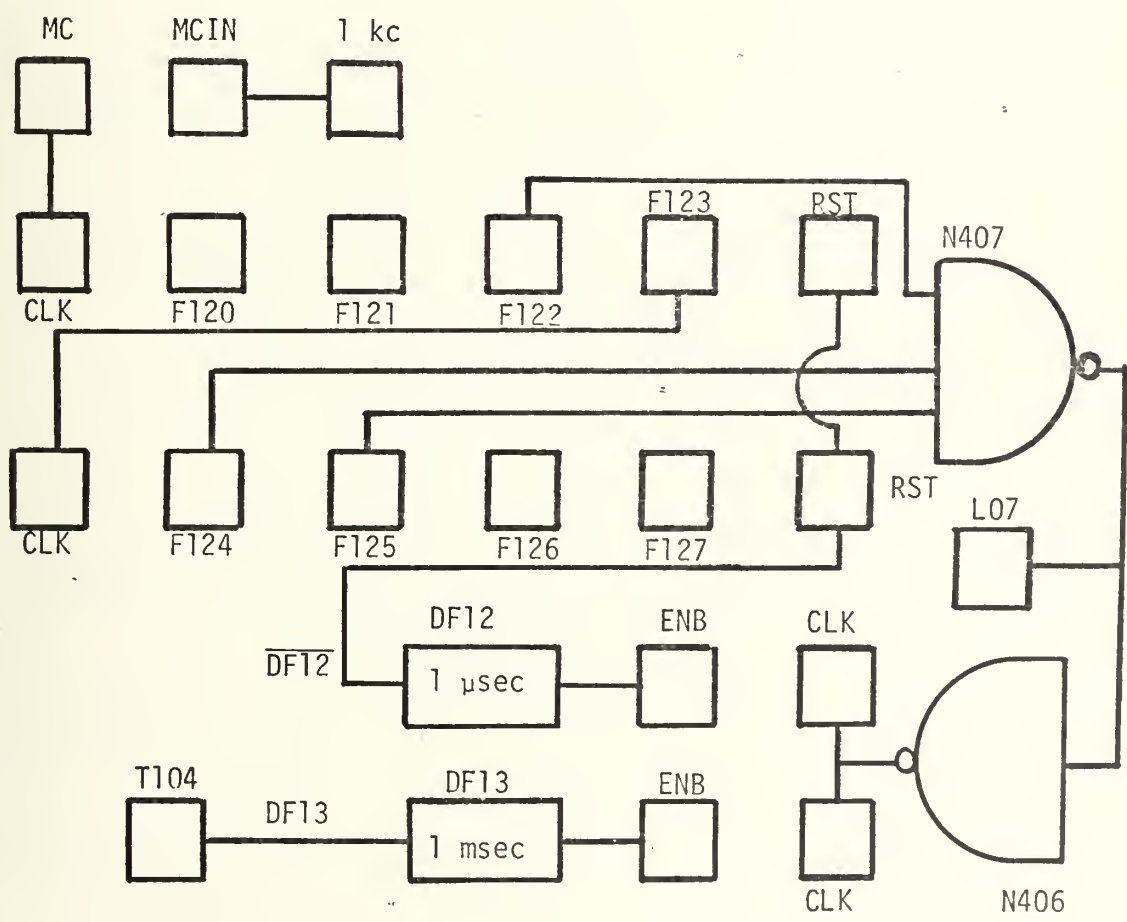 MC MCIN 1 kc
F123 RST
N407
CLK F120 F121 F122
RST
CLK F124 F125 F126 F127
L07
DF12 ENB CLK
DF12
1 µsec
T104 DF13 ENB
DF13
1 msec
CLK N406